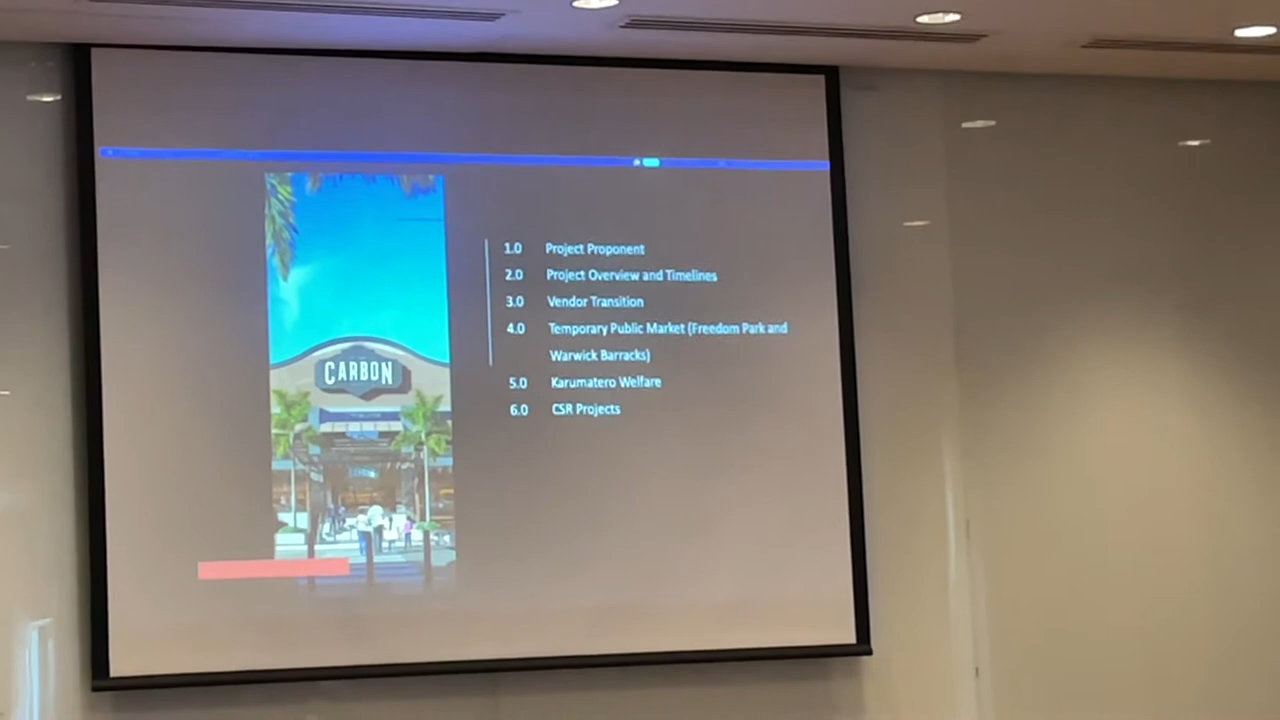 CARBON
1.0 Project Proponent
2.0 Project Overview and Timelines
3.0 Vendor Transition
4.0 Temporary Public Market (Freedom Park and
Warwick Barracks)
5.0 Karumatero Welfare
6.0 CSR Projects